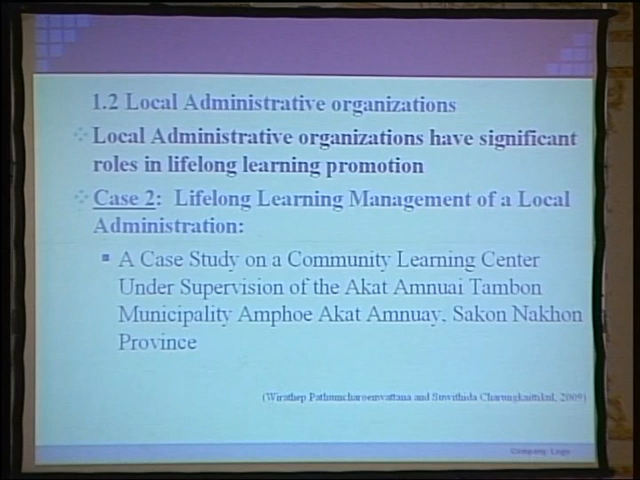 1.2 Local Administrative organizations
Local Administrative organizations have significant
roles in lifelong learning promotion
Case 2: Lifelong Learning Management of a Local
Administration:
A Case Study on a Community Learning Center
Under Supervision of the Akat Amnuai Tambon
Municipality Amphoe Akat Amnuay, Sakon Nakhon
Province
(Wirathep Pathumcharoenwattana and Suwithida Charungkaittikul, 2009)
Company Logo